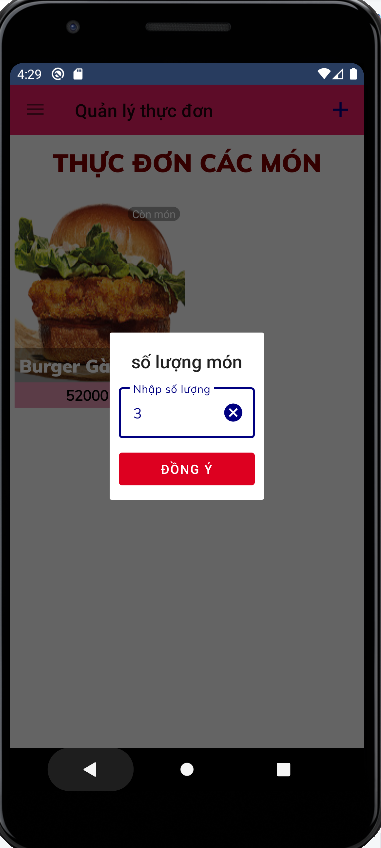 4:29
Quản lý thực đơn
THỰC ĐƠN CÁC MÓN
Còn món
Burger Gà
52000
số lượng món
Nhập số lượng
3
ĐỒNG Ý